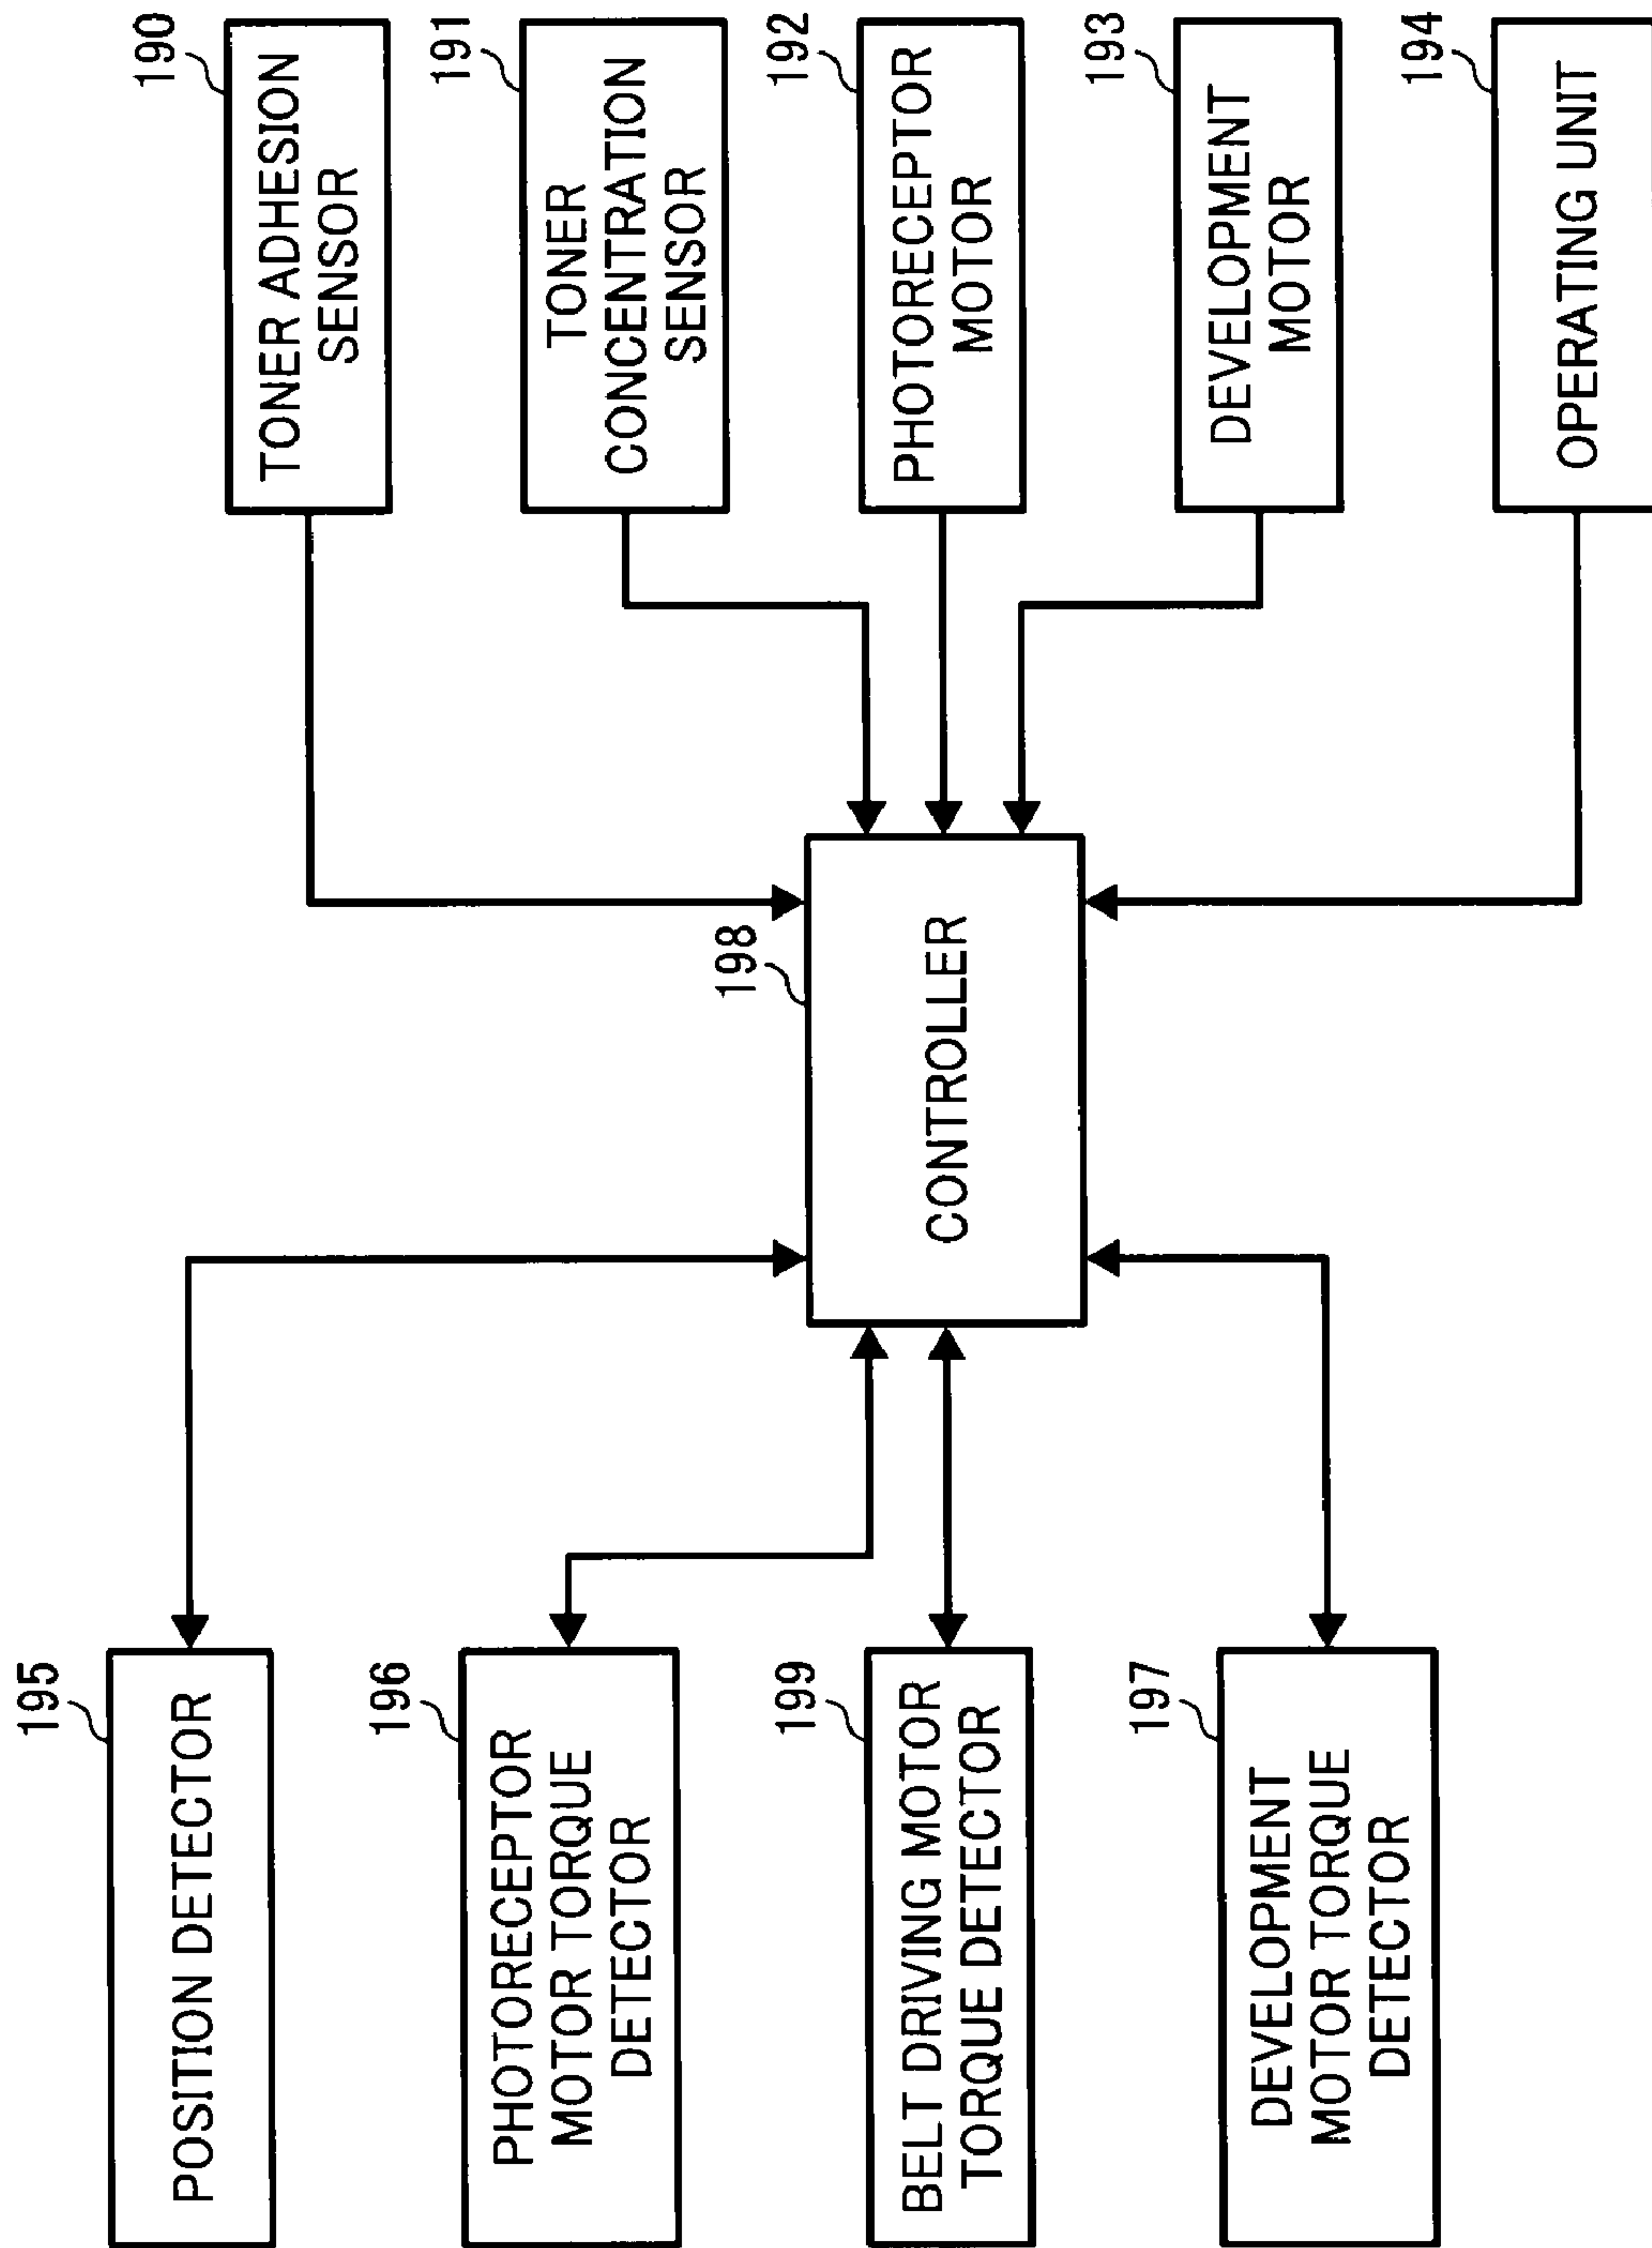 195
POSITION DETECTOR
196
PHOTORECEPTOR
MOTOR TORQUE
DETECTOR
199
BELT DRIVING MOTOR
TORQUE DETECTOR
197
DEVELOPMENT
MOTOR TORQUE
DETECTOR
198
CONTROLLER
190
TONER ADHESION
SENSOR
191
TONER
CONCENTRATION
SENSOR
192
PHOTORECEPTOR
MOTOR
193
DEVELOPMENT
MOTOR
194
OPERATING UNIT